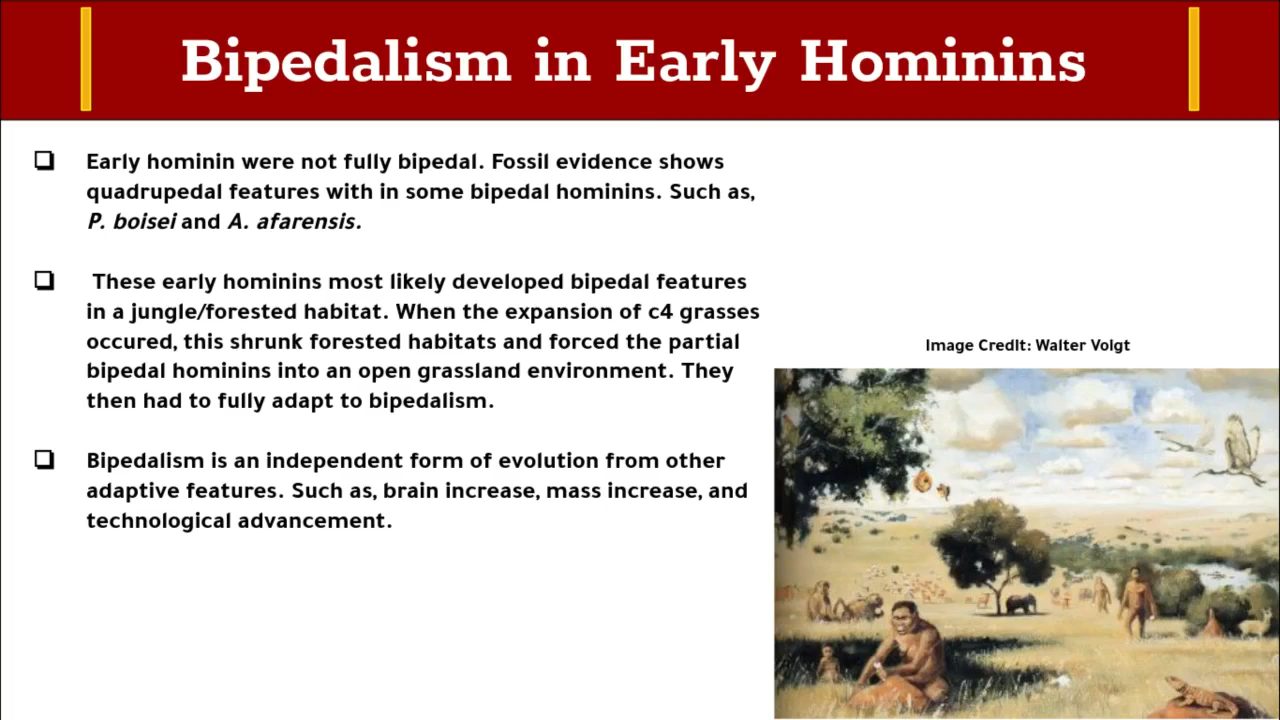 Bipedalism in Early Hominins
Early hominin were not fully bipedal. Fossil evidence shows
quadrupedal features with in some bipedal hominins. Such as,
P. boisei and A. afarensis.
These early hominins most likely developed bipedal features
in a jungle/forested habitat. When the expansion of c4 grasses
occured, this shrunk forested habitats and forced the partial
bipedal hominins into an open grassland environment. They
then had to fully adapt to bipedalism.
Bipedalism is an independent form of evolution from other
adaptive features. Such as, brain increase, mass increase, and
technological advancement.
Image Credit: Walter Voigt